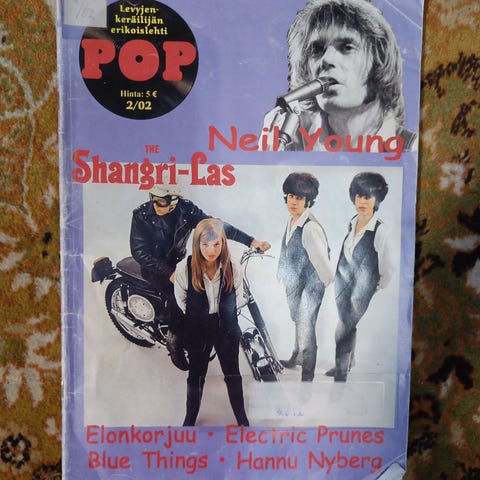 Levyjen-
keräilijän
erikoislehti
POP
Hinta: 5 €
2/02
Neil Young
THE
Shangri-Las
Elonkorjuu • Electric Prunes
Blue Things • Hannu Nyberg